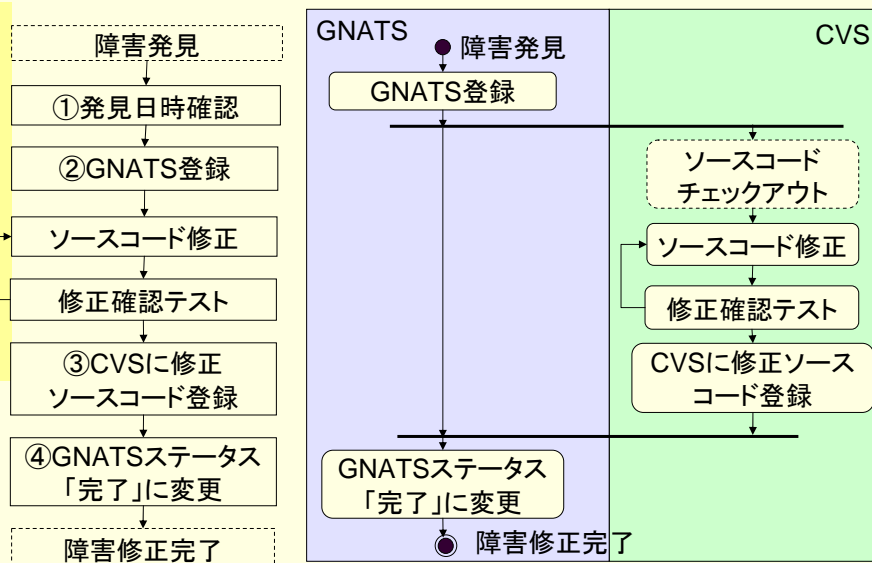 障害発見
①発見日時確認
②GNATS登録
ソースコード修正
修正確認テスト
③CVSに修正
ソースコード登録
④GNATSステータス
「完了」に変更
障害修正完了
GNATS
障害発見
GNATS登録
GNATSステータス
「完了」に変更
障害修正完了
CVS
ソースコード
チェックアウト
ソースコード修正
修正確認テスト
CVSに修正ソース
コード登録